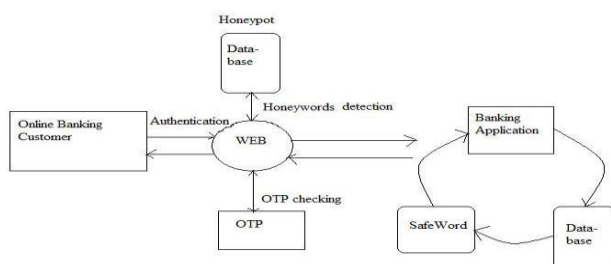 Honeypot
Data-
base
Honeywords detection
Online Banking
Customer
Authentication
WEB
Banking
Application
OTP checking
OTP
SafeWord
Data-
base